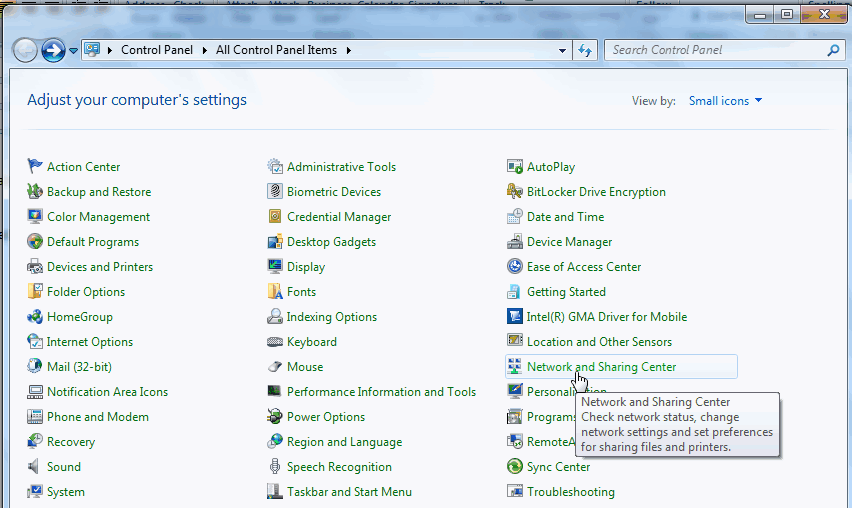 Control Panel All Control Panel Items Search Control Panel
Adjust your computer's settings
View by: Small icons
Action Center Administrative Tools AutoPlay
Backup and Restore Biometric Devices BitLocker Drive Encryption
Color Management Credential Manager Date and Time
Default Programs Desktop Gadgets Device Manager
Devices and Printers Display Ease of Access Center
Folder Options Fonts Getting Started
HomeGroup Indexing Options Intel(R) GMA Driver for Mobile
Internet Options Keyboard Location and Other Sensors
Mail (32-bit) Mouse Network and Sharing Center
Notification Area Icons Performance Information and Tools
Phone and Modem Power Options Programs
Recovery Region and Language
Sound Speech Recognition Sync Center
System Taskbar and Start Menu Troubleshooting
Network and Sharing Center
Check network status, change
network settings and set preferences
for sharing files and printers.